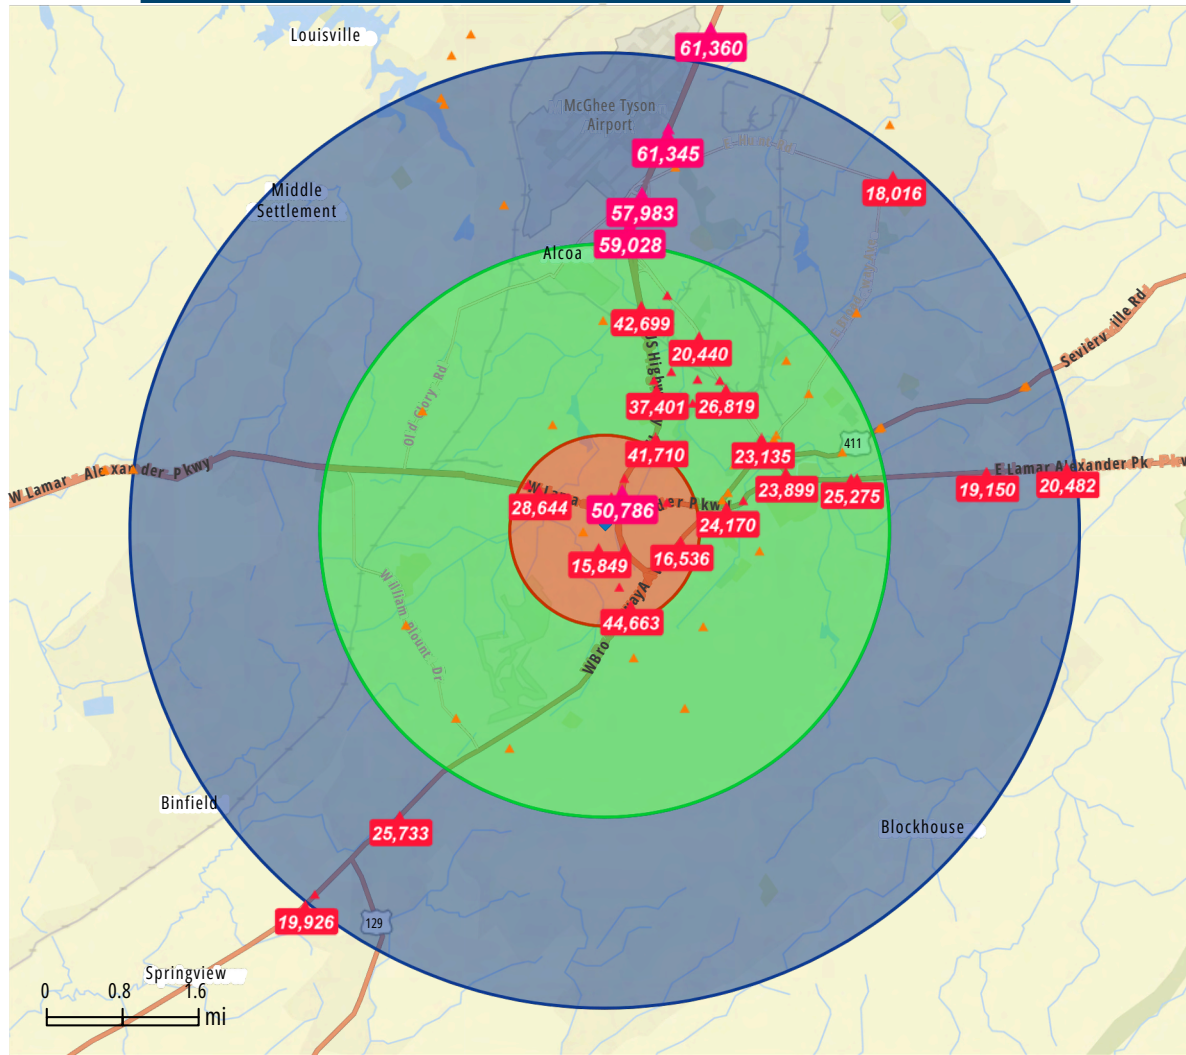 Louisville
61,360
McGhee Tyson
Airport
61,345
18,016
Middle
Settlement
57,983
59,028
Alcoa
42,699
20,440
Sevierville Rd
Old Glory Rd
37,401
26,819
41,710
23,135
411
W Lamar Alexander Pkwy
E Lamar Alexander Pk
23,899
25,275
19,150
20,482
28,644
50,786
24,170
15,849
16,536
William Blount Dr
44,663
Binfield
25,733
Blockhouse
19,926
129
Springview
0 0.8 1.6
mi